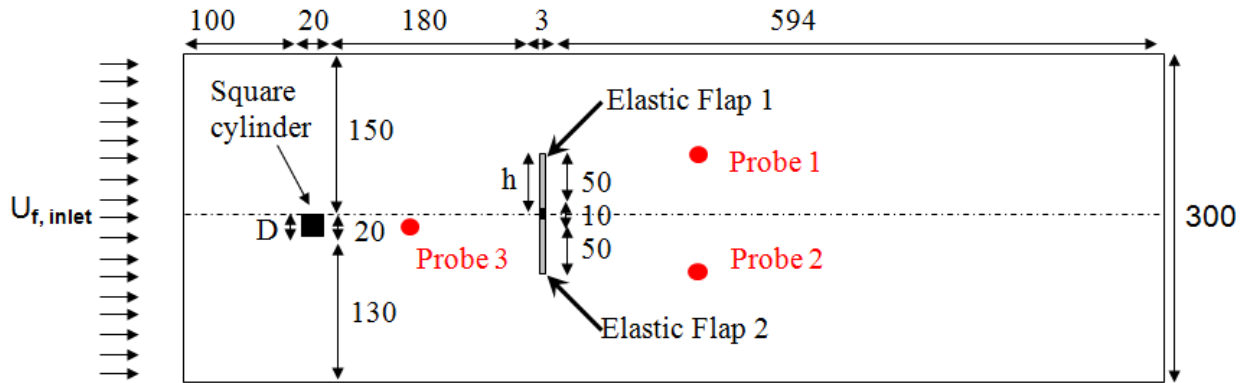 100 20 180 3 594
Elastic Flap 1
Square
cylinder
150
h
50
Probe 1
U f, inlet
10
300
D
20
50
Probe 3
Probe 2
130
Elastic Flap 2